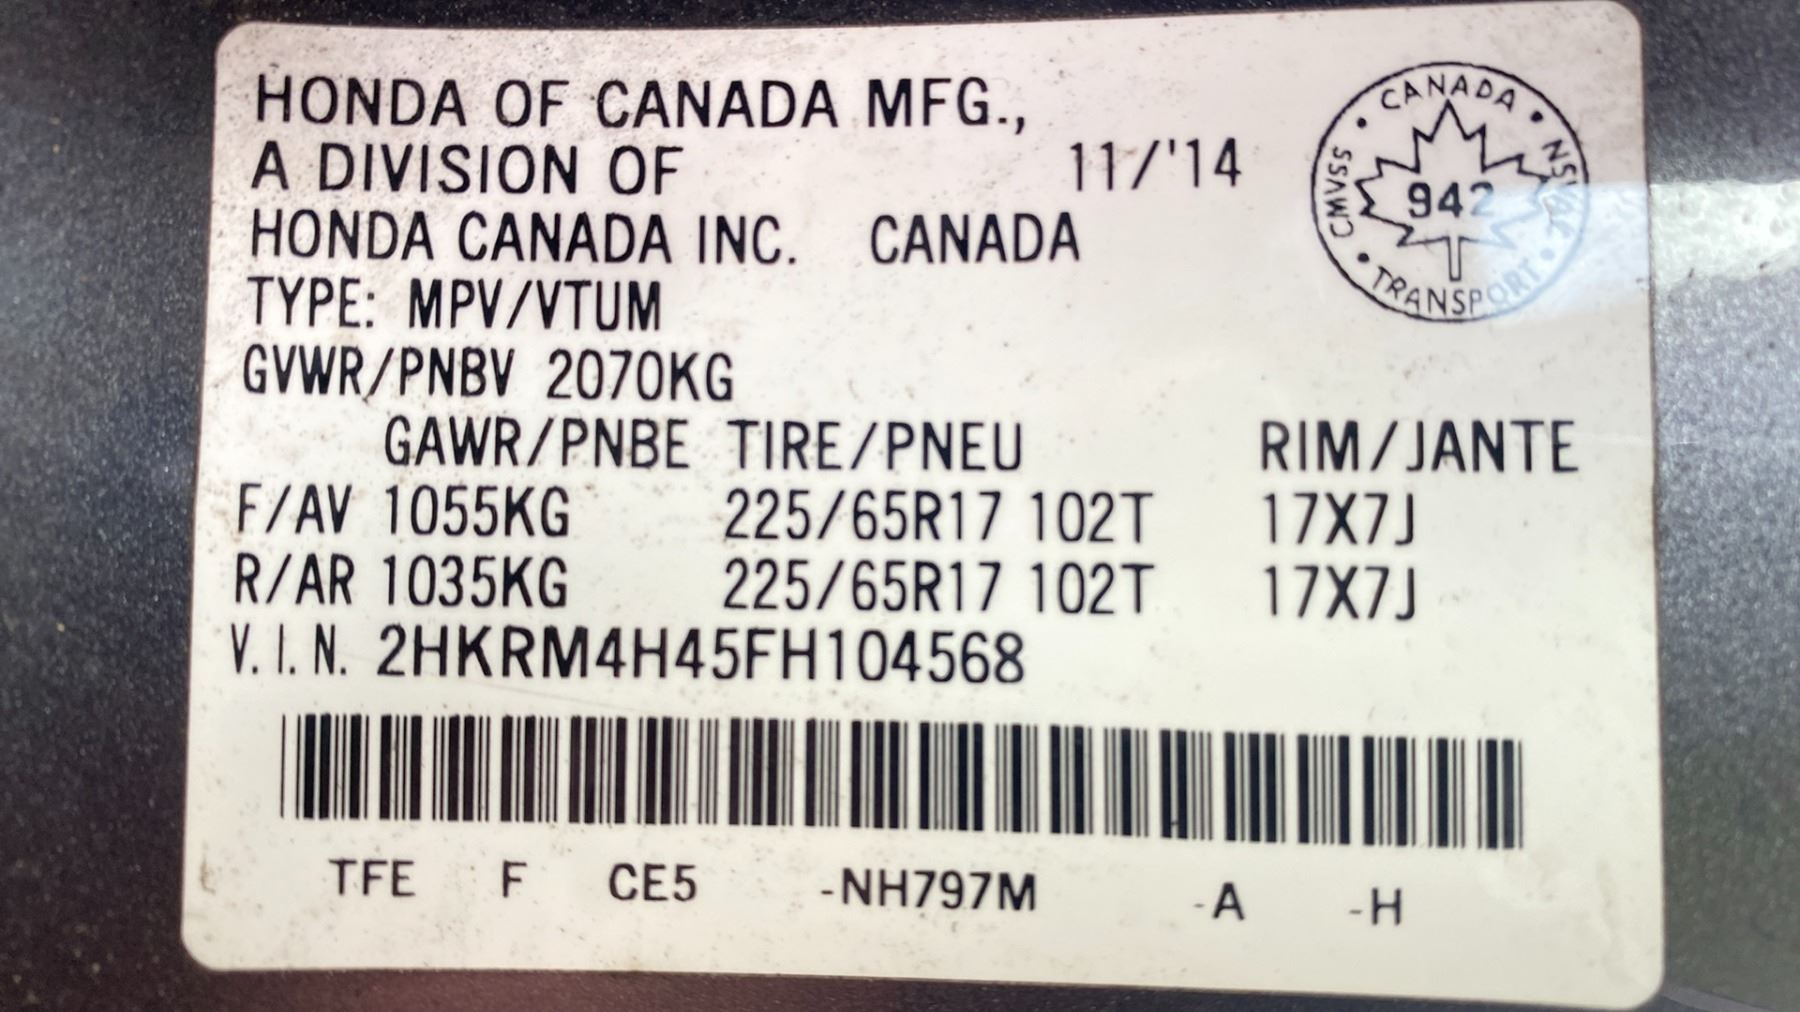 HONDA OF CANADA MFG.,
A DIVISION OF 11/'14
HONDA CANADA INC. CANADA
CANADA • NSVAC • TRANSPORT • CMVSS •
942
TYPE: MPV/VTUM
GVWR/PNBV 2070KG
GAWR/PNBE TIRE/PNEU RIM/JANTE
F/AV 1055KG 225/65R17 102T 17X7J
R/AR 1035KG 225/65R17 102T 17X7J
V.I.N. 2HKRM4H45FH104568
TFE F CE5 -NH797M -A -H